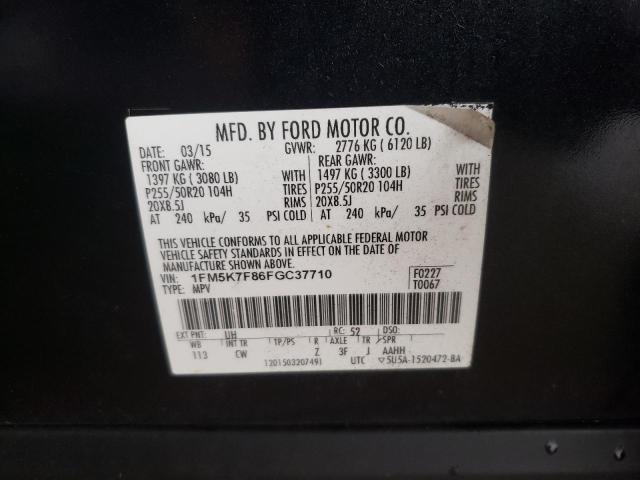 MFD. BY FORD MOTOR CO.
DATE: 03/15 GVWR: 2776 KG ( 6120 LB)
FRONT GAWR: REAR GAWR:
1397 KG ( 3080 LB) WITH 1497 KG ( 3300 LB) WITH
P255/50R20 104H TIRES P255/50R20 104H TIRES
20X8.5J RIMS 20X8.5J RIMS
AT 240 kPa/ 35 PSI COLD AT 240 kPa/ 35 PSI COLD
THIS VEHICLE CONFORMS TO ALL APPLICABLE FEDERAL MOTOR
VEHICLE SAFETY STANDARDS IN EFFECT ON THE DATE OF
MANUFACTURE SHOWN ABOVE.
VIN: 1FM5K7F86FGC37710 F0227
TYPE: MPV T0067
EXT PNT: UH RC: 52 DSO:
WB INT TR TP/PS R AXLE TR SPR
113 CW Z 3F J AAHH
1201503207491 UTC ▽5U5A-1520472-BA